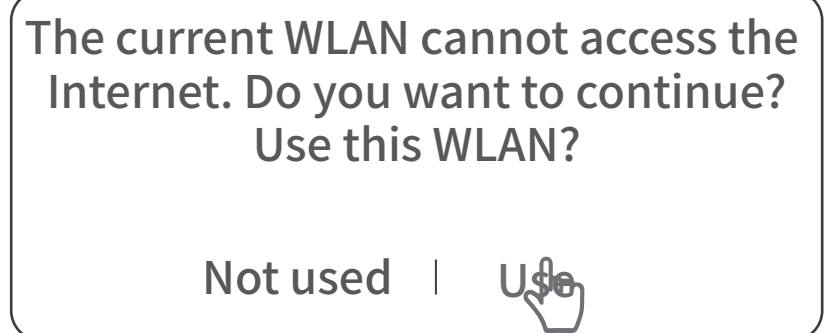 The current WLAN cannot access the
Internet. Do you want to continue?
Use this WLAN?
Not used | Use